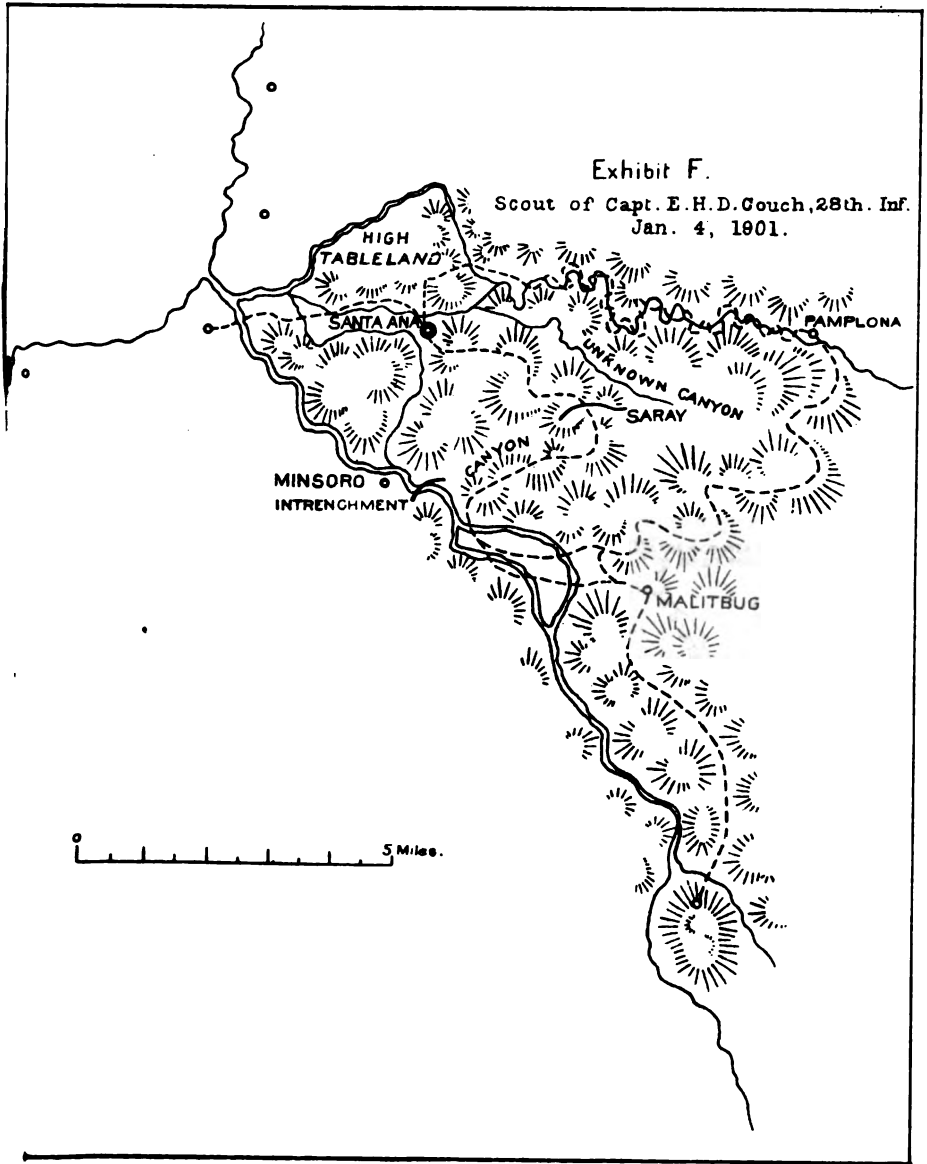 Exhibit F.
Scout of Capt. E.H.D. Couch, 28th. Inf.
Jan. 4, 1901.
HIGH
TABLELAND
SANTA ANA
PAMPLONA
UNKNOWN CANYON
SARAY
CANYON
MINSORO
INTRENCHMENT
MALITBUG
0
5 Miles.